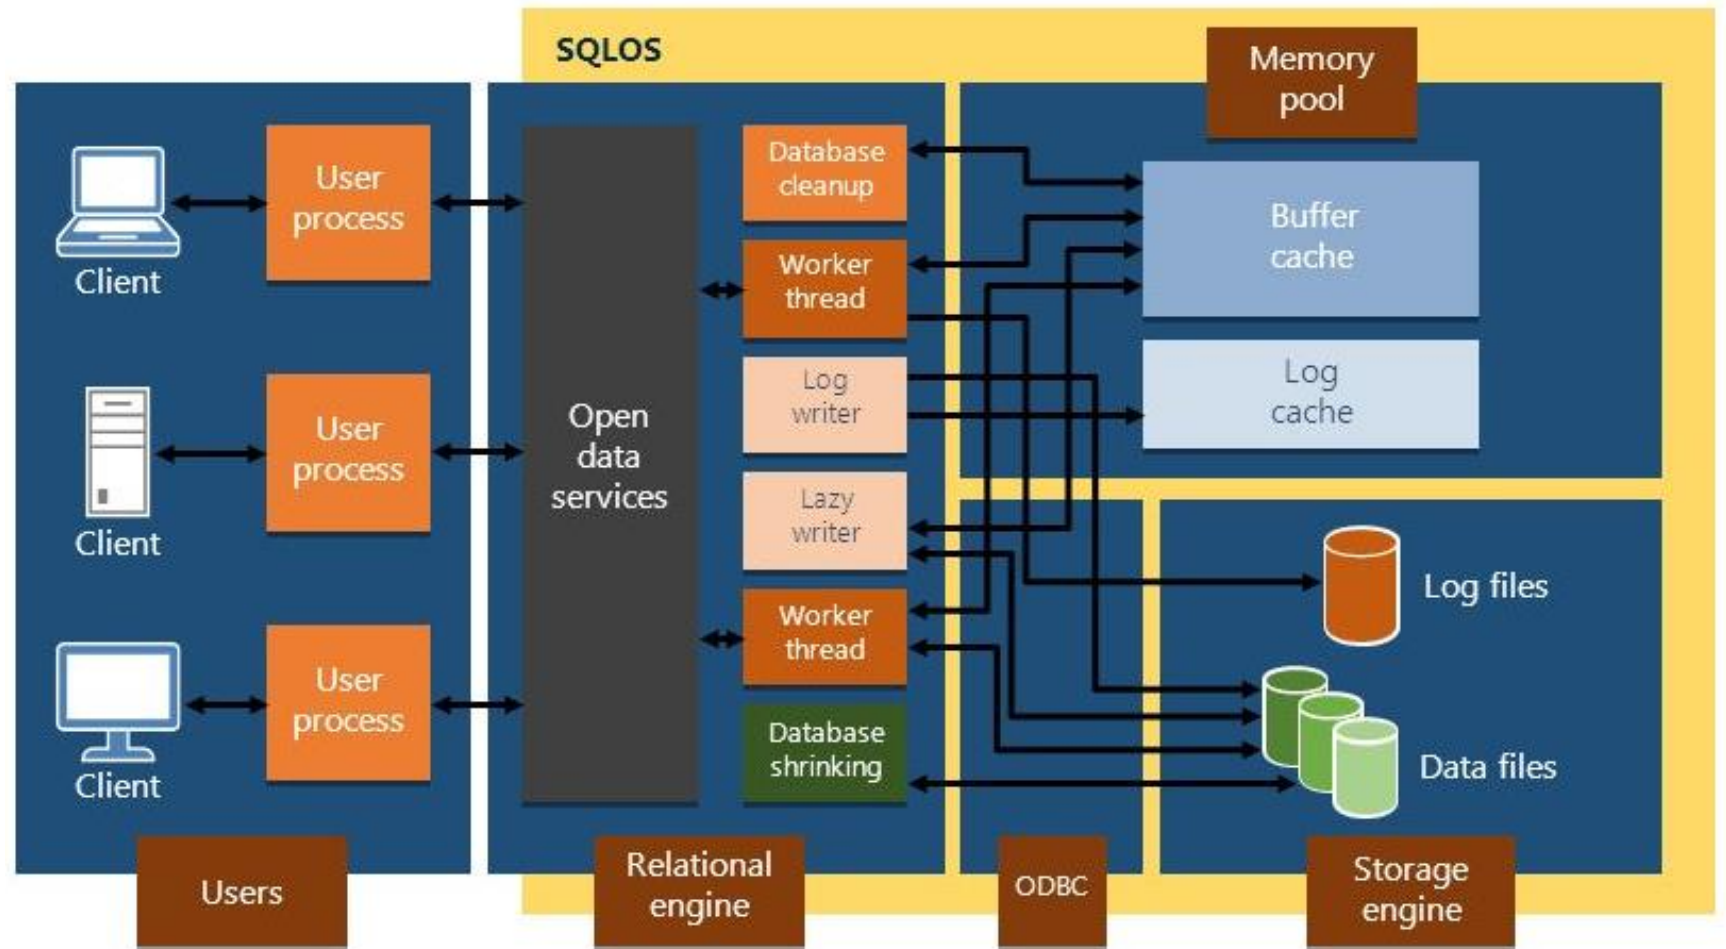 SQLOS
Memory
pool
User
process
Client
User
process
Client
User
process
Client
Users
Open
data
services
Database
cleanup
Worker
thread
Log
writer
Lazy
writer
Worker
thread
Database
shrinking
Relational
engine
Buffer
cache
Log
cache
ODBC
Log files
Data files
Storage
engine